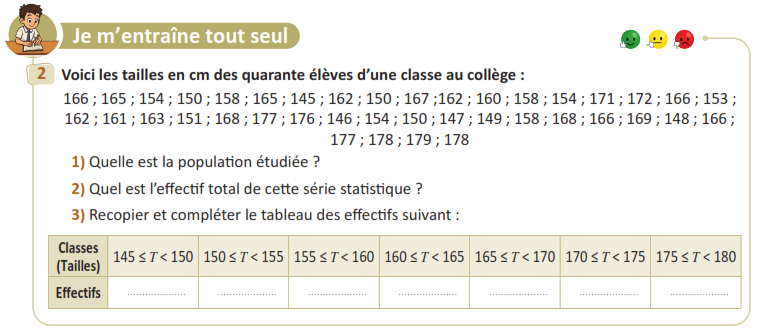 Je m'entraîne tout seul
2 Voici les tailles en cm des quarante élèves d'une classe au collège :
166 ; 165 ; 154 ; 150 ; 158 ; 165 ; 145 ; 162 ; 150 ; 167 ;162 ; 160 ; 158 ; 154 ; 171 ; 172 ; 166 ; 153 ;
162 ; 161 ; 163 ; 151 ; 168 ; 177 ; 176 ; 146 ; 154 ; 150 ; 147 ; 149 ; 158 ; 168 ; 166 ; 169 ; 148 ; 166 ;
177 ; 178 ; 179 ; 178
1) Quelle est la population étudiée ?
2) Quel est l'effectif total de cette série statistique ?
3) Recopier et compléter le tableau des effectifs suivant :
Classes (Tailles) 145 ≤ T < 150 150 ≤ T < 155 155 ≤ T < 160 160 ≤ T < 165 165 ≤ T < 170 170 ≤ T < 175 175 ≤ T < 180
Effectifs .................... .................... .................... .................... .................... .................... ....................